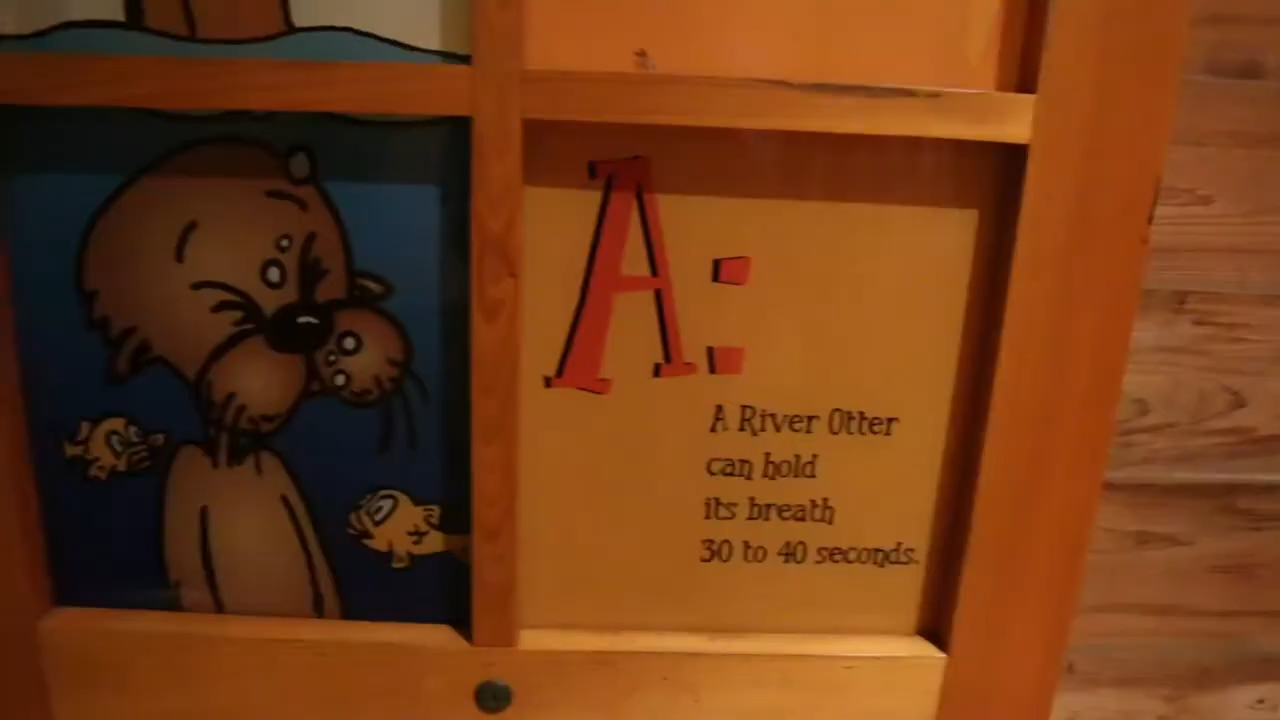 A:
A River Otter
can hold
its breath
30 to 40 seconds.